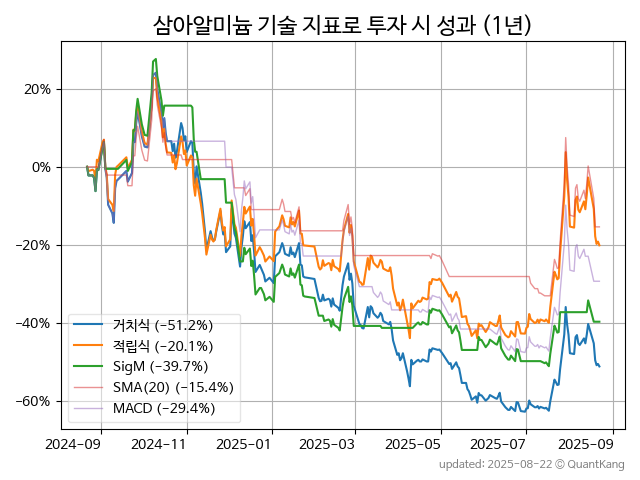 삼아알미늄 기술 지표로 투자 시 성과 (1년)
20%
0%
−20%
−40%
−60%
거치식 (−51.2%)
적립식 (−20.1%)
SigM (−39.7%)
SMA(20) (−15.4%)
MACD (−29.4%)
2024-09 2024-11 2025-01 2025-03 2025-05 2025-07 2025-09
updated: 2025-08-22 © QuantKang